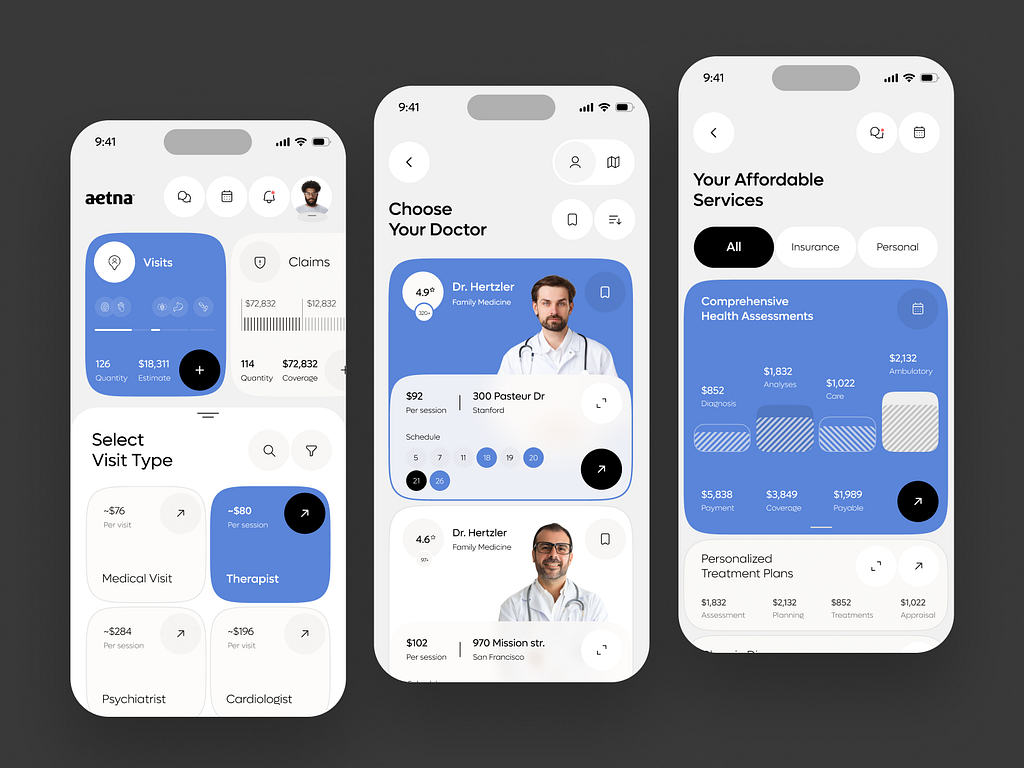 9:41
aetna
Visits
126
Quantity
$18,311
Estimate
Claims
$72,832
$12,832
114
Quantity
$72,832
Coverage
Select
Visit Type
~$76
Per visit
Medical Visit
~$80
Per session
Therapist
~$284
Per session
Psychiatrist
~$196
Per visit
Cardiologist
9:41
Choose
Your Doctor
4.9
320+
Dr. Hertzler
Family Medicine
$92
Per session
300 Pasteur Dr
Stanford
Schedule
5 7 11 18 19 20
21 26
4.6
97+
Dr. Hertzler
Family Medicine
$102
Per session
970 Mission str.
San Francisco
9:41
Your Affordable
Services
All
Insurance
Personal
Comprehensive
Health Assessments
$852
Diagnosis
$1,832
Analyses
$1,022
Care
$2,132
Ambulatory
$5,838
Payment
$3,849
Coverage
$1,989
Payable
Personalized
Treatment Plans
$1,832
Assessment
$2,132
Planning
$852
Treatments
$1,022
Appraisal